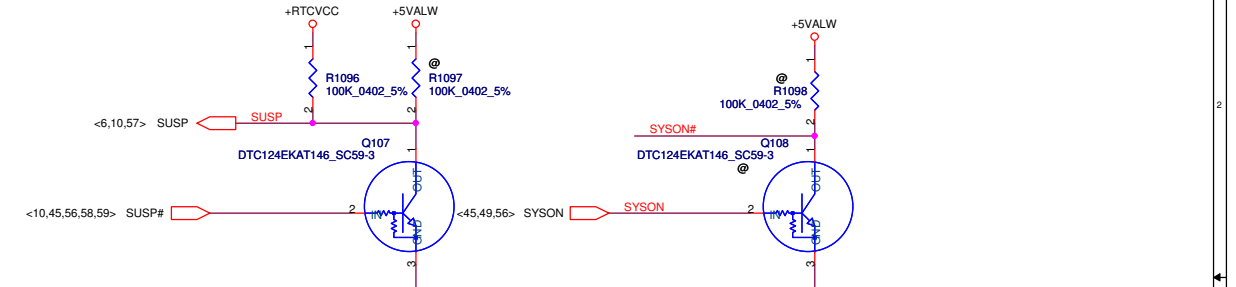 +RTCVCC
+5VALW
+5VALW
1
1
1
@
R1096
100K_0402_5%
R1097
100K_0402_5%
@
R1098
100K_0402_5%
2
2
2
2
<6,10,57>
SUSP
SUSP
SYSON#
Q107
DTC124EKAT146_SC59-3
1
Q108
DTC124EKAT146_SC59-3
@
1
OUT
OUT
<10,45,56,58,59>
SUSP#
2
IN
GND
3
<45,49,56>
SYSON
SYSON
2
IN
GND
3